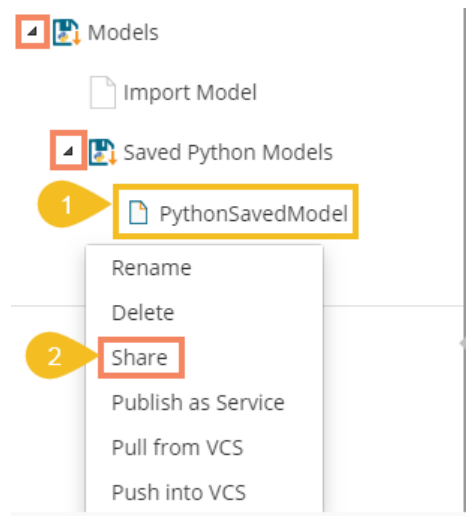 Models
Import Model
Saved Python Models
1
PythonSavedModel
Rename
Delete
2
Share
Publish as Service
Pull from VCS
Push into VCS